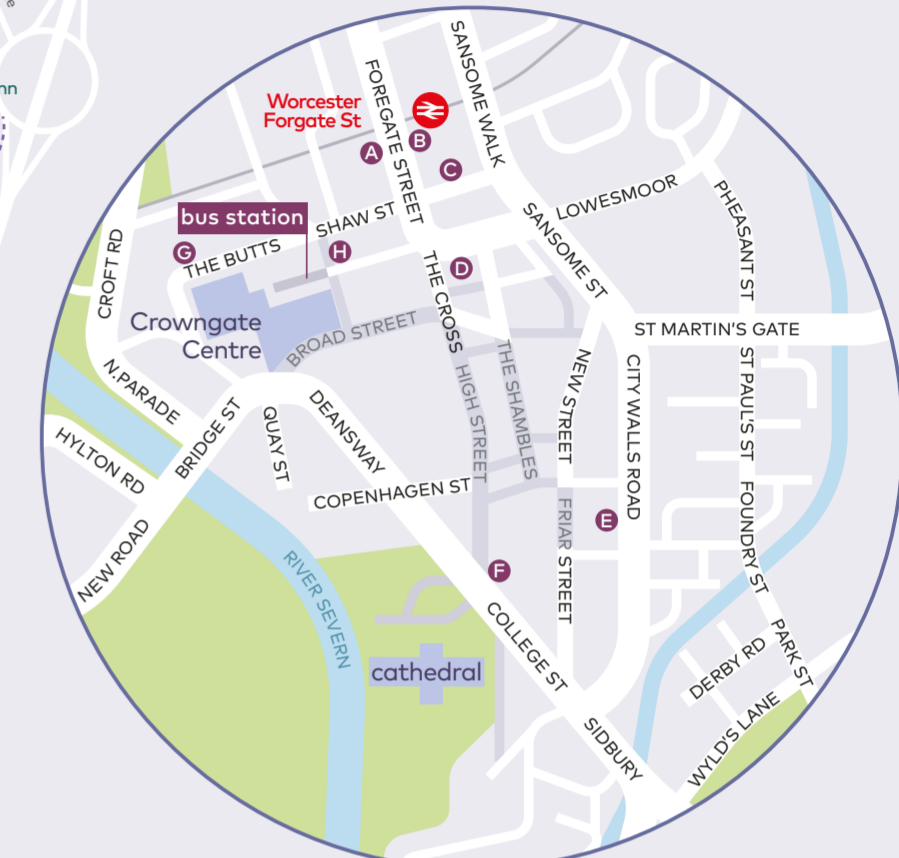 nn
Worcester
Forgate St
FOREGATE STREET
SANSOME WALK
A
B
C
bus station
SHAW ST
LOWESMOOR
SANSOME ST
PHEASANT ST
G
THE BUTTS
H
D
CROFT RD
THE CROSS
Crowngate
Centre
BROAD STREET
ST MARTIN'S GATE
N.PARADE
HIGH STREET
THE SHAMBLES
NEW STREET
CITY WALLS ROAD
ST PAUL'S ST
BRIDGE ST
QUAY ST
DEANSWAY
HYLTON RD
COPENHAGEN ST
FOUNDRY ST
E
FRIAR STREET
NEW ROAD
RIVER SEVERN
F
COLLEGE ST
cathedral
PARK ST
DERBY RD
WYLD'S LANE
SIDBURY